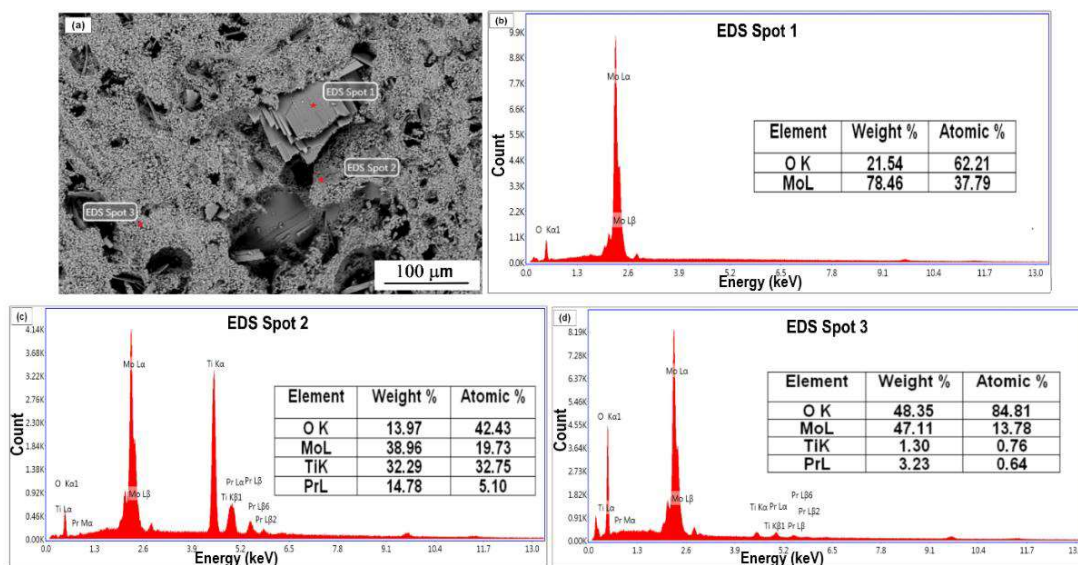 (a)
EDS Spot 1
EDS Spot 2
EDS Spot 3
100 μm
(b)
EDS Spot 1
9.9K
8.8K
7.7K
6.6K
5.5K
4.4K
3.3K
2.2K
1.1K
0.0K
Count
Mo Lα
Mo Lβ
O Kα1
Element Weight % Atomic %
O K 21.54 62.21
MoL 78.46 37.79
0.0 1.3 2.6 3.9 5.2 6.5 7.8 9.1 10.4 11.7 13.0
Energy (keV)
(c)
EDS Spot 2
4.14K
3.68K
3.22K
2.76K
2.30K
1.84K
1.38K
0.92K
0.46K
0.0K
Count
Mo Lα
Ti Kα
O Kα1
Ti Lα
Pr Mα
Mo Lβ
Pr Lα Pr Lβ
Ti Kβ1 Pr Lβ6
Pr Lβ2
Element Weight % Atomic %
O K 13.97 42.43
MoL 38.96 19.73
TiK 32.29 32.75
PrL 14.78 5.10
0.0 1.3 2.6 3.9 5.2 6.5 7.8 9.1 10.4 11.7 13.0
Energy (keV)
(d)
EDS Spot 3
8.19K
7.28K
6.37K
5.46K
4.55K
3.64K
2.73K
1.82K
0.91K
0.0K
Count
Mo Lα
O Kα1
Ti Lα
Pr Mα
Mo Lβ
Pr Lβ6
Ti Kα Pr Lα Pr Lβ2
Ti Kβ1 Pr Lβ
Element Weight % Atomic %
O K 48.35 84.81
MoL 47.11 13.78
TiK 1.30 0.76
PrL 3.23 0.64
0.0 1.3 2.6 3.9 5.2 6.5 7.8 9.1 10.4 11.7 13.0
Energy (keV)